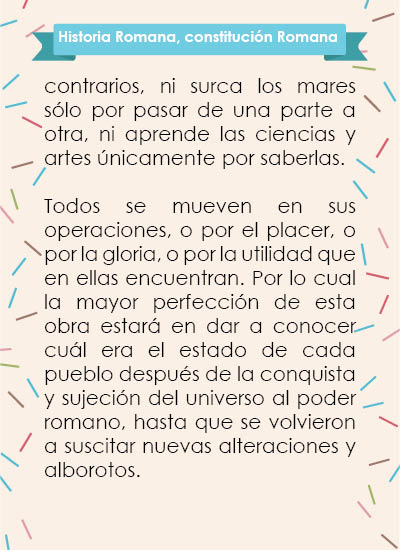 Historia Romana, constitución Romana
contrarios, ni surca los mares
sólo por pasar de una parte a
otra, ni aprende las ciencias y
artes únicamente por saberlas.
Todos se mueven en sus
operaciones, o por el placer, o
por la gloria, o por la utilidad que
en ellas encuentran. Por lo cual
la mayor perfección de esta
obra estará en dar a conocer
cuál era el estado de cada
pueblo después de la conquista
y sujeción del universo al poder
romano, hasta que se volvieron
a suscitar nuevas alteraciones y
alborotos.